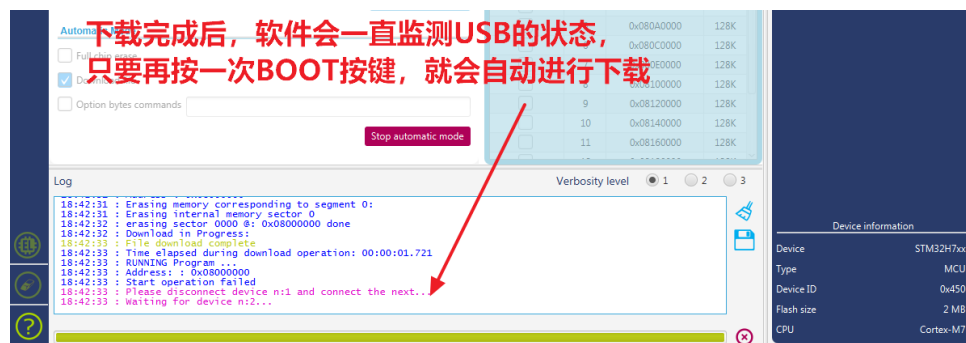 下载完成后，软件会一直监测USB的状态，
只要再按一次BOOT按键，就会自动进行下载
Full chip erase
Option bytes commands
Stop automatic mode
0x080A0000 128K
0x080C0000 128K
128K
8 0x08100000 128K
9 0x08120000 128K
10 0x08140000 128K
11 0x08160000 128K
Log
Verbosity level 1 2 3
18:42:31 : Erasing memory corresponding to segment 0:
18:42:31 : Erasing internal memory sector 0
18:42:32 : erasing sector 0000 @: 0x08000000 done
18:42:32 : Download in Progress:
18:42:33 : File download complete
18:42:33 : Time elapsed during download operation: 00:00:01.721
18:42:33 : RUNNING Program ...
18:42:33 : Address: : 0x08000000
18:42:33 : Start operation failed
18:42:33 : Please disconnect device n:1 and connect the next...
18:42:33 : Waiting for device n:2...
Device information
Device STM32H7xx
Type MCU
Device ID 0x450
Flash size 2 MB
CPU Cortex-M7